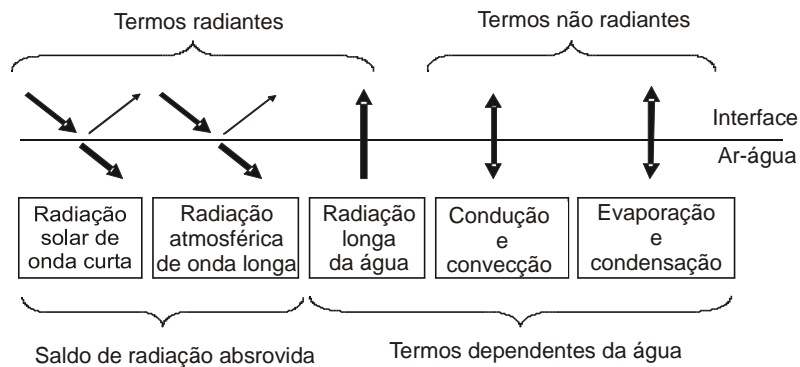 Termos radiantes
Termos não radiantes
Interface
Ar-água
Radiação
solar de
onda curta
Radiação
atmosférica
de onda longa
Radiação
longa
da água
Condução
e
convecção
Evaporação
e
condensação
Saldo de radiação absrovida
Termos dependentes da água